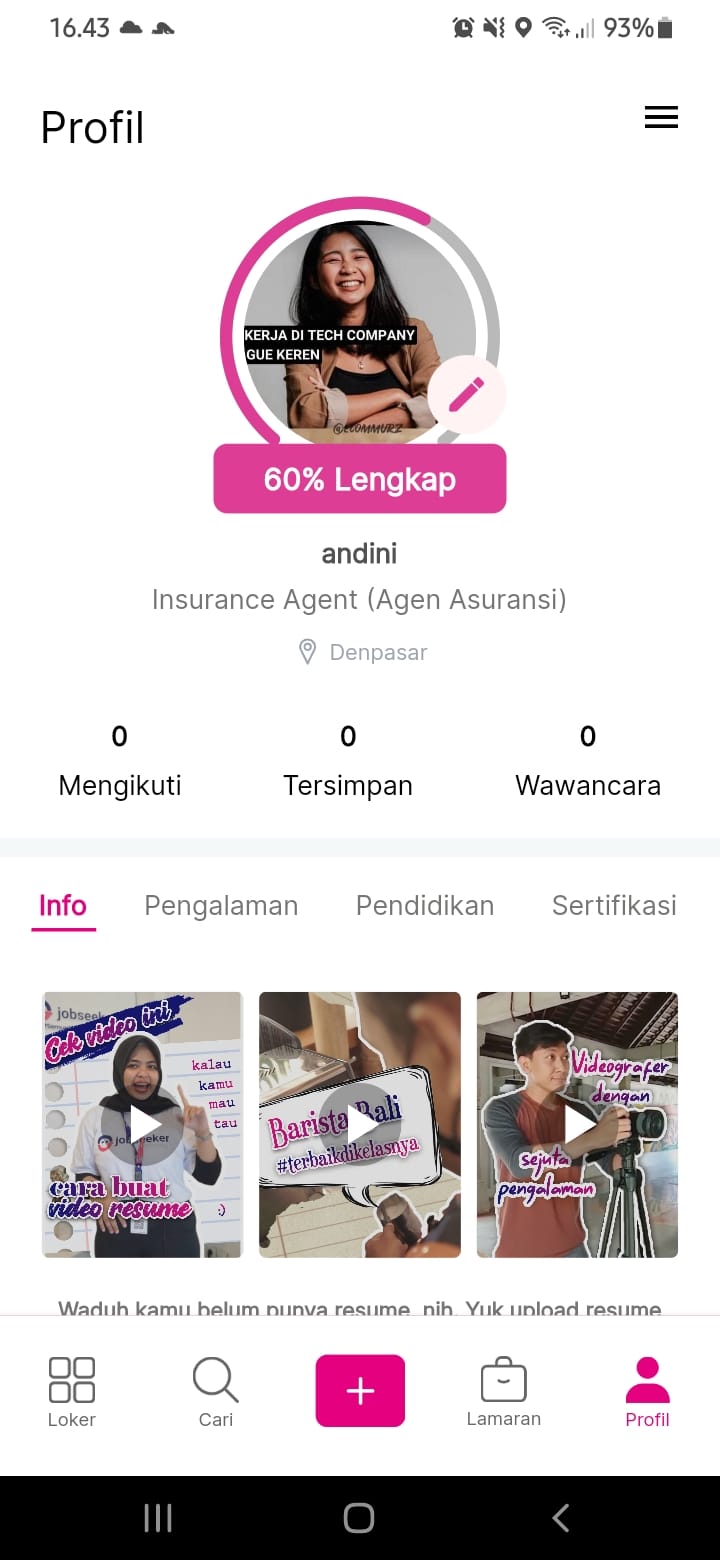 16.43
93%
Profil
KERJA DI TECH COMPANY
GUE KEREN
@ECOMMURZ
60% Lengkap
andini
Insurance Agent (Agen Asuransi)
Denpasar
0
Mengikuti
0
Tersimpan
0
Wawancara
Info
Pengalaman
Pendidikan
Sertifikasi
jobseek
Cek video ini
kalau
kamu
mau
tau
cara buat
video resume
:)
Barista Bali
#terbaikdikelasnya
Videografer
dengan
sejuta
pengalaman
Waduh kamu belum punya resume, nih. Yuk upload resume
Loker
Cari
Lamaran
Profil